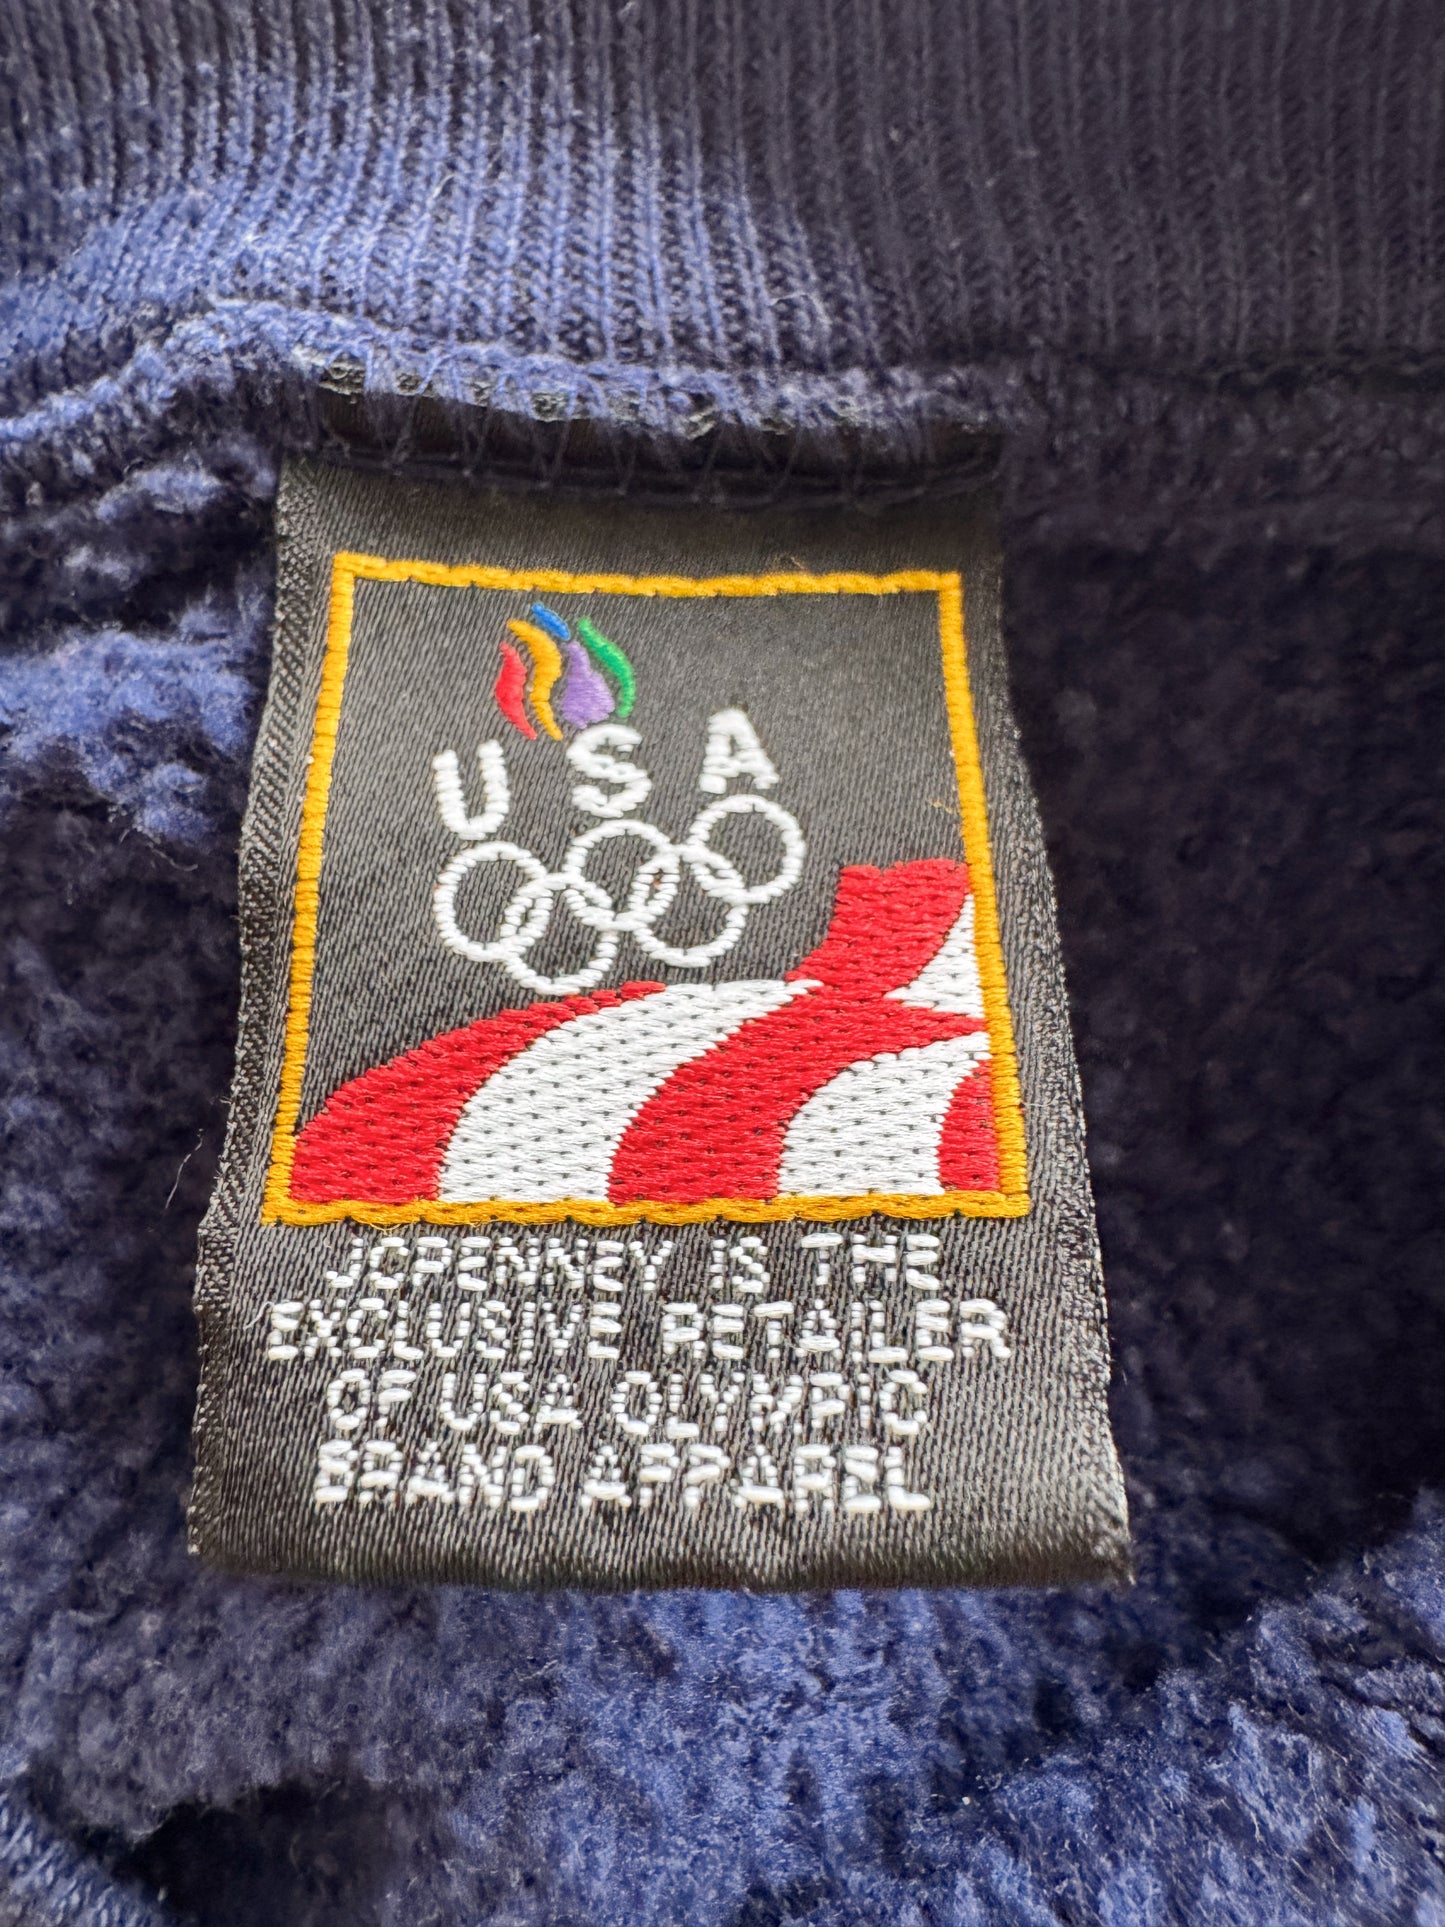 USA
JCPENNEY IS THE
EXCLUSIVE RETAILER
OF USA OLYMPIC
BRAND APPAREL